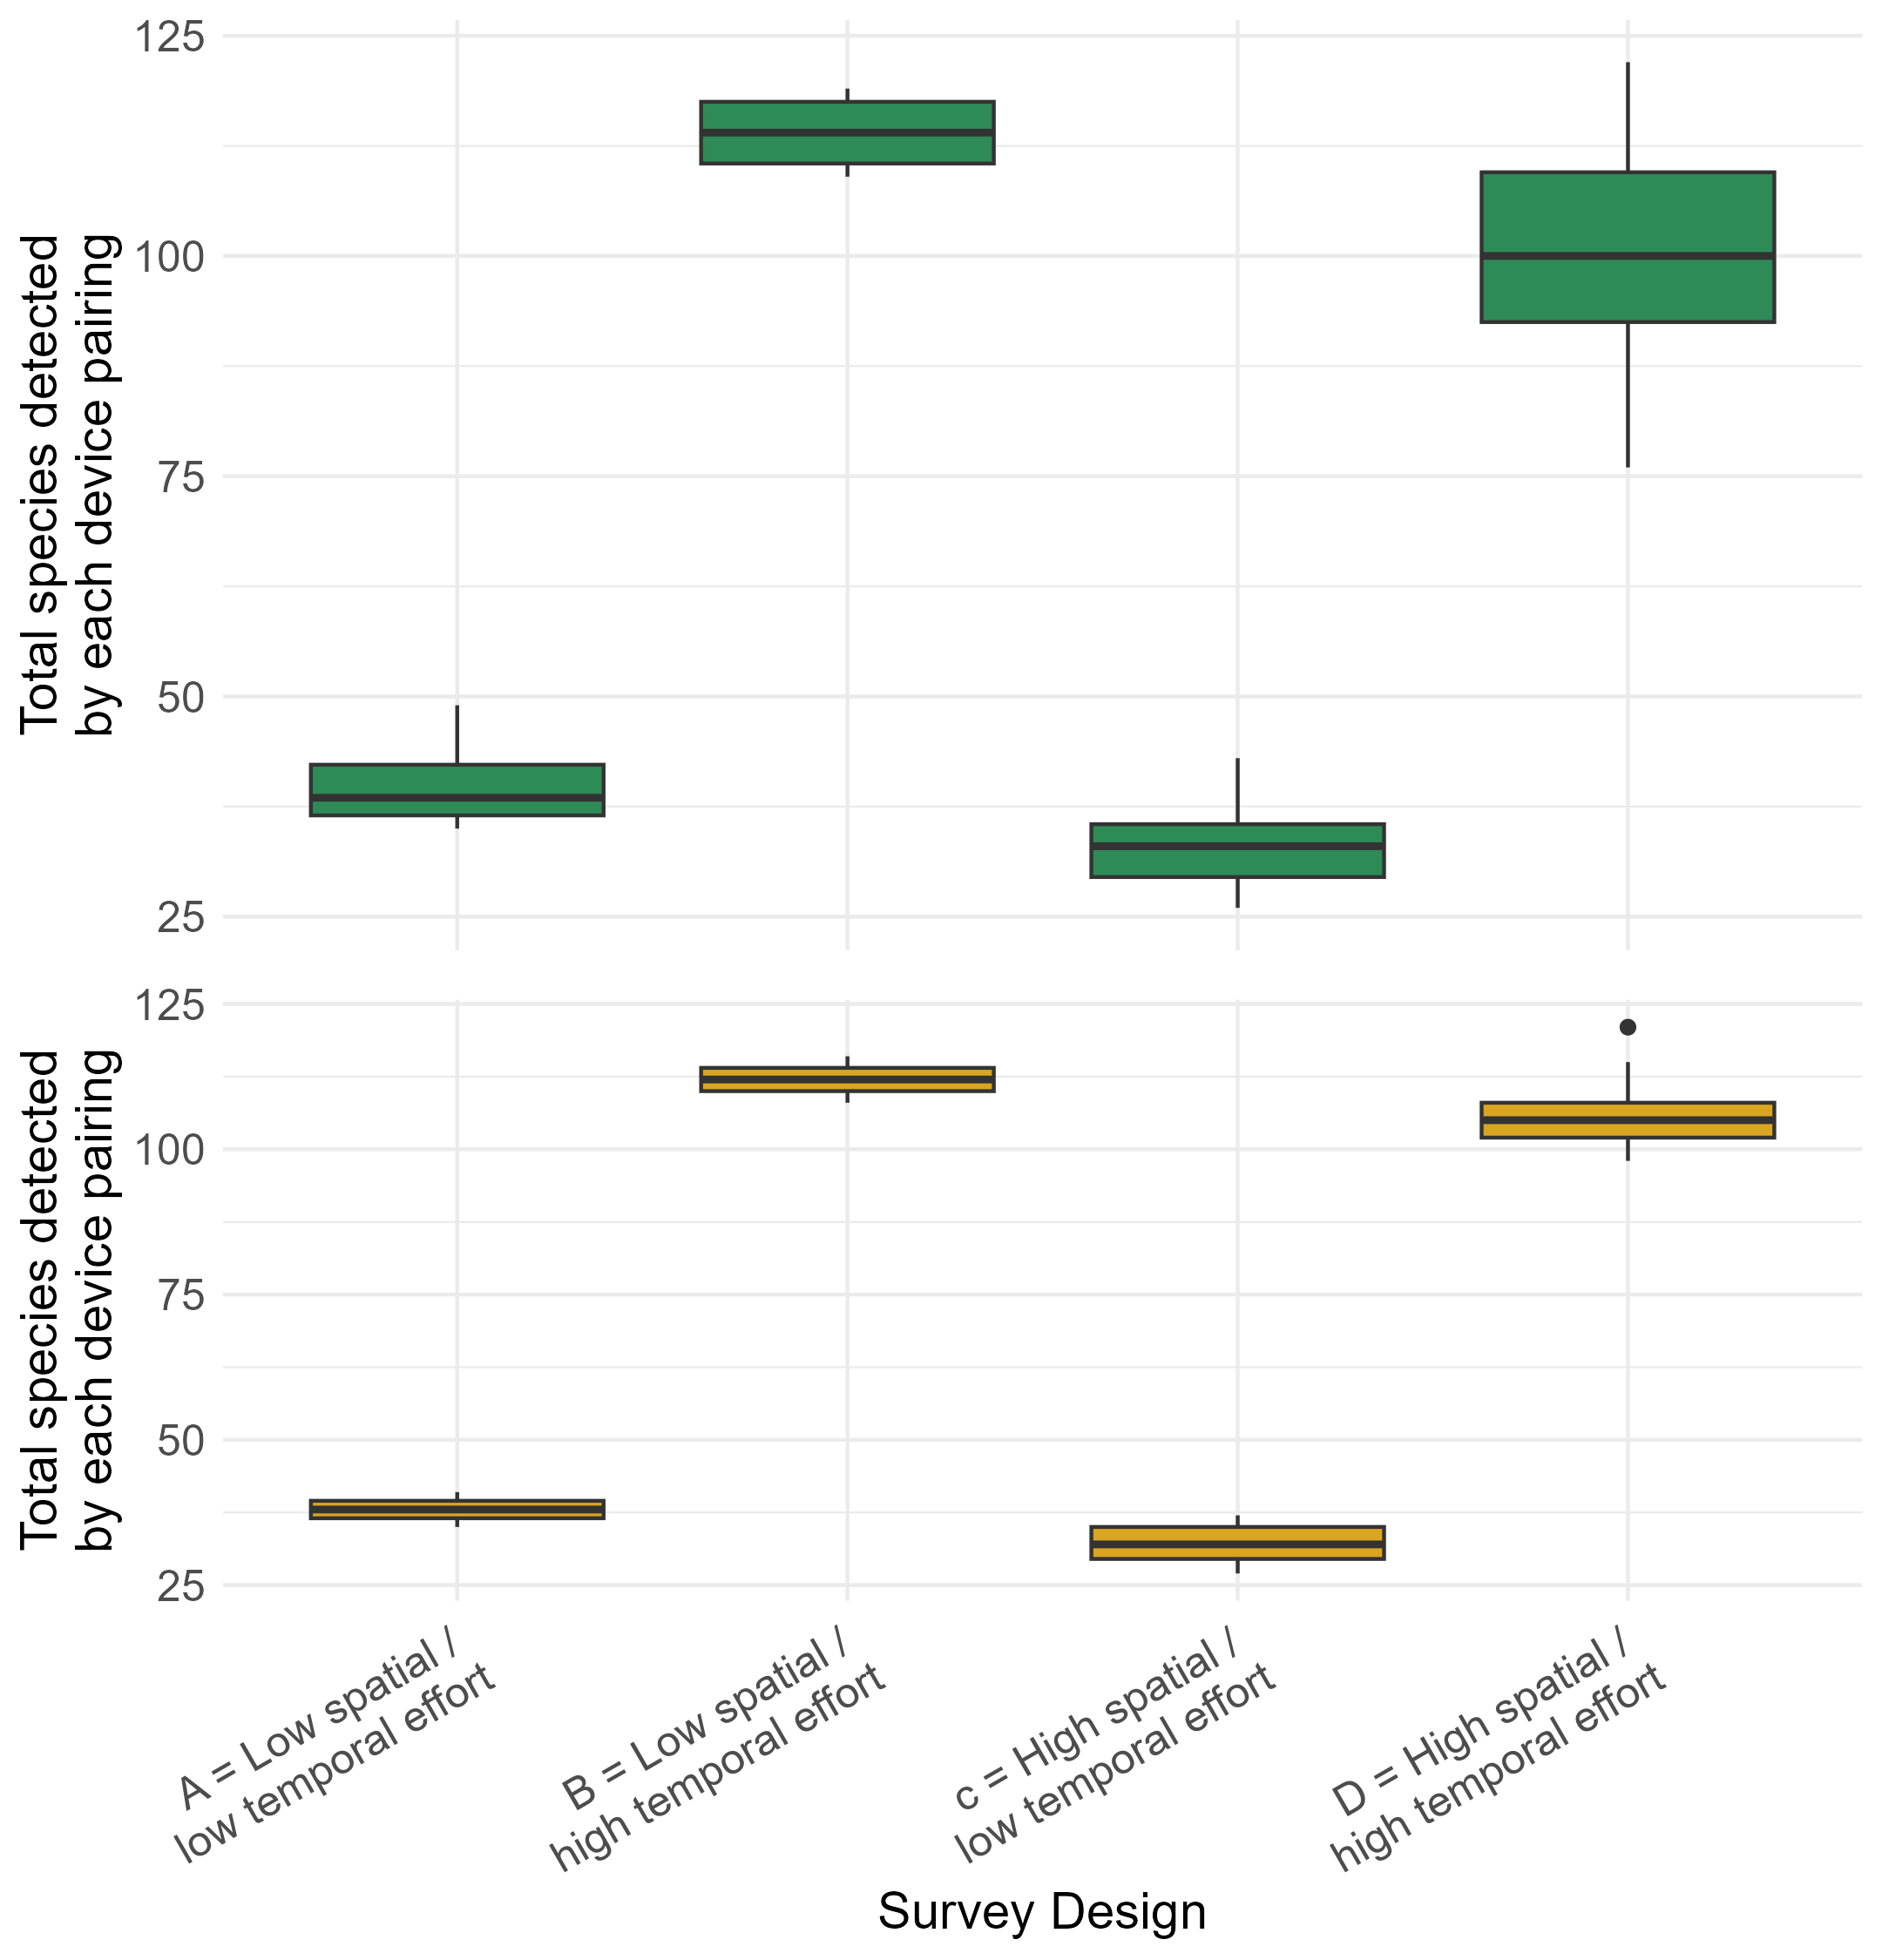 Total species detected
by each device pairing
125
100
75
50
25
Total species detected
by each device pairing
125
100
75
50
25
A = Low spatial /
low temporal effort
B = Low spatial /
high temporal effort
c = High spatial /
low temporal effort
D = High spatial /
high temporal effort
Survey Design